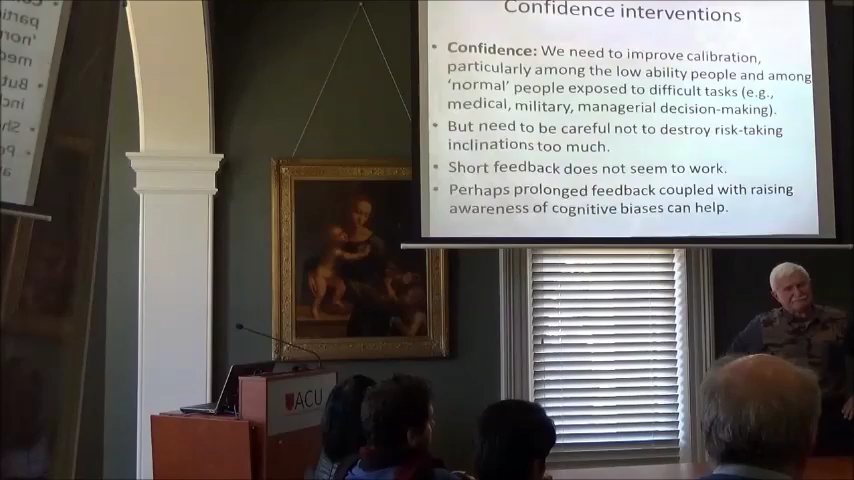 Confidence interventions
• Confidence: We need to improve calibration,
particularly among the low ability people and among
'normal' people exposed to difficult tasks (e.g.,
medical, military, managerial decision-making).
• But need to be careful not to destroy risk-taking
inclinations too much.
• Short feedback does not seem to work.
• Perhaps prolonged feedback coupled with raising
awareness of cognitive biases can help.
ACU